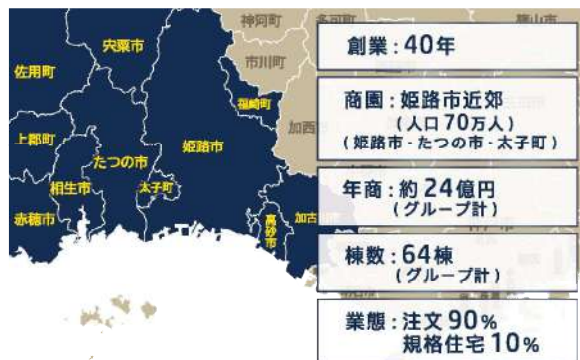 神河町
多可町
宍粟市
佐用町
市川町
福崎町
上郡町
加西
姫路市
たつの市
相生市
太子町
赤穂市
高砂市
加古
創業:40年
商圏:姫路市近郊
(人口70万人)
(姫路市-たつの市-太子町)
年商:約24億円
(グループ計)
棟数:64棟
(グループ計)
業態:注文90%
規格住宅10%